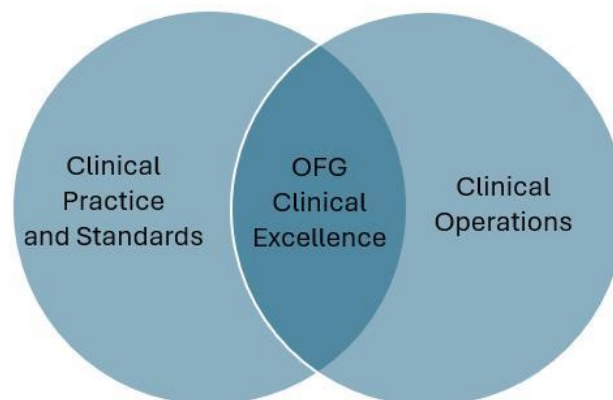 Clinical
Practice
and Standards
OFG
Clinical
Excellence
Clinical
Operations